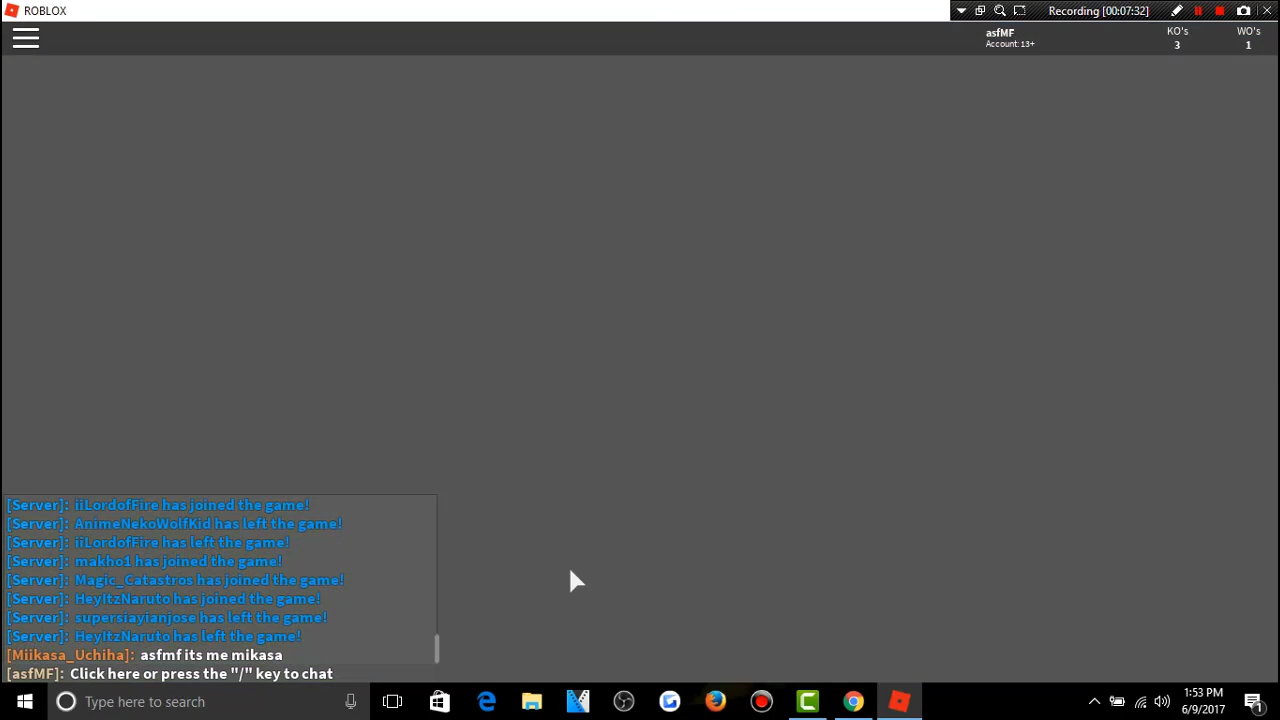 ROBLOX
Recording [00:07:32]
asfMF
Account: 13+
KO's
3
WO's
1
[Server]: iiLordofFire has joined the game!
[Server]: AnimeNekoWolfKid has left the game!
[Server]: iiLordofFire has left the game!
[Server]: makho1 has joined the game!
[Server]: Magic_Catastros has joined the game!
[Server]: HeyItzNaruto has joined the game!
[Server]: supersiayianjose has left the game!
[Server]: HeyItzNaruto has left the game!
[Miikasa_Uchiha]: asfmf its me mikasa
[asfMF]: Click here or press the "/" key to chat
Type here to search
1:53 PM
6/9/2017
1